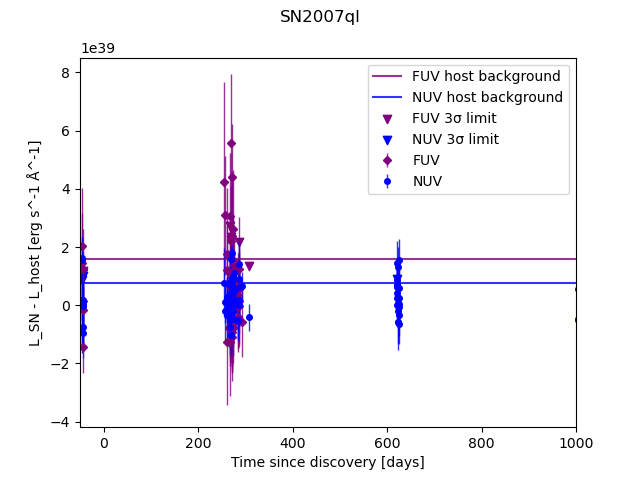 SN2007ql
1e39
FUV host background
NUV host background
FUV 3σ limit
NUV 3σ limit
FUV
NUV
8
6
4
2
0
−2
−4
L_SN - L_host [erg s^-1 Å^-1]
0 200 400 600 800 1000
Time since discovery [days]